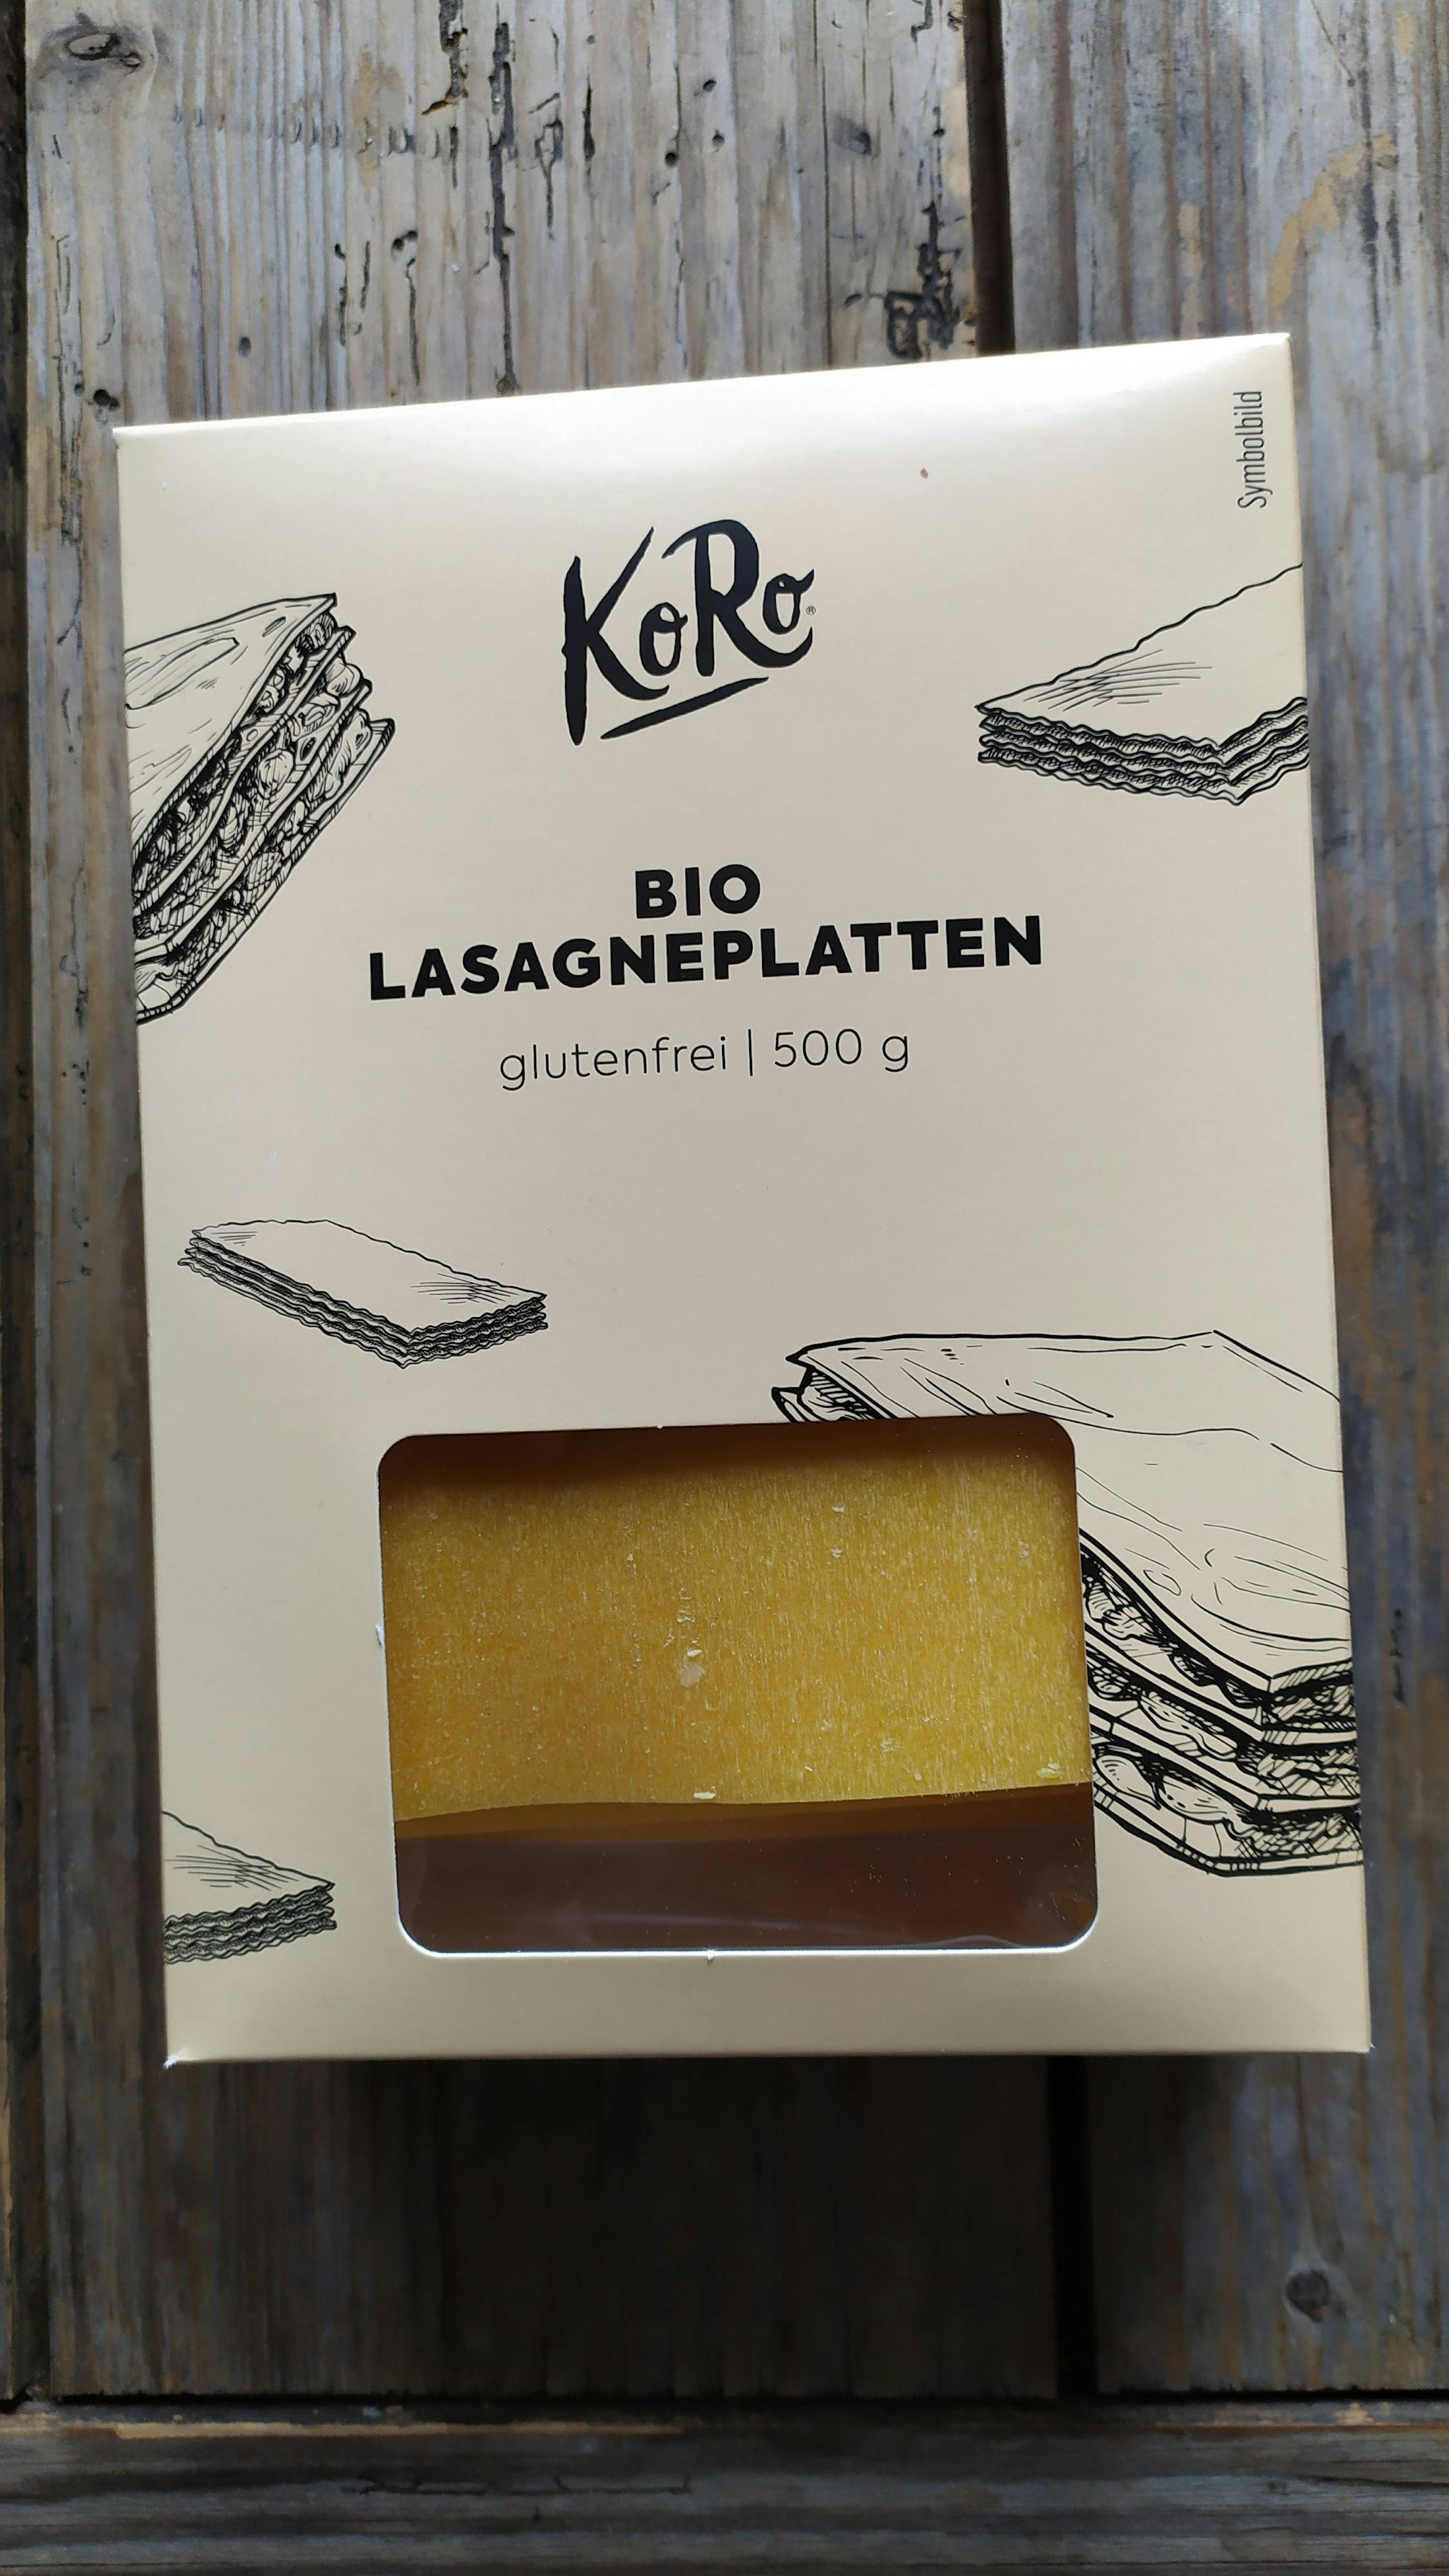 Symbolbild
KoRo®
BIO
LASAGNEPLATTEN
glutenfrei | 500 g